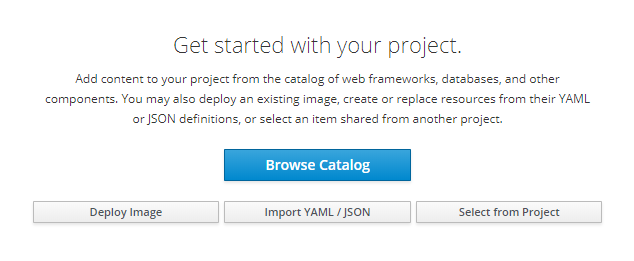 Get started with your project.
Add content to your project from the catalog of web frameworks, databases, and other
components. You may also deploy an existing image, create or replace resources from their YAML
or JSON definitions, or select an item shared from another project.
Browse Catalog
Deploy Image
Import YAML / JSON
Select from Project